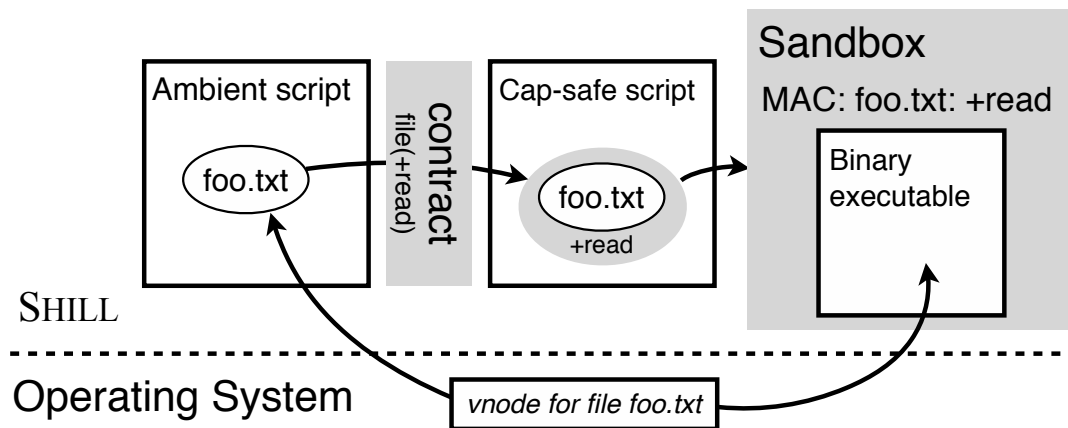 Ambient script
foo.txt
contract
file(+read)
Cap-safe script
foo.txt
+read
Sandbox
MAC: foo.txt: +read
Binary
executable
SHILL
Operating System
vnode for file foo.txt